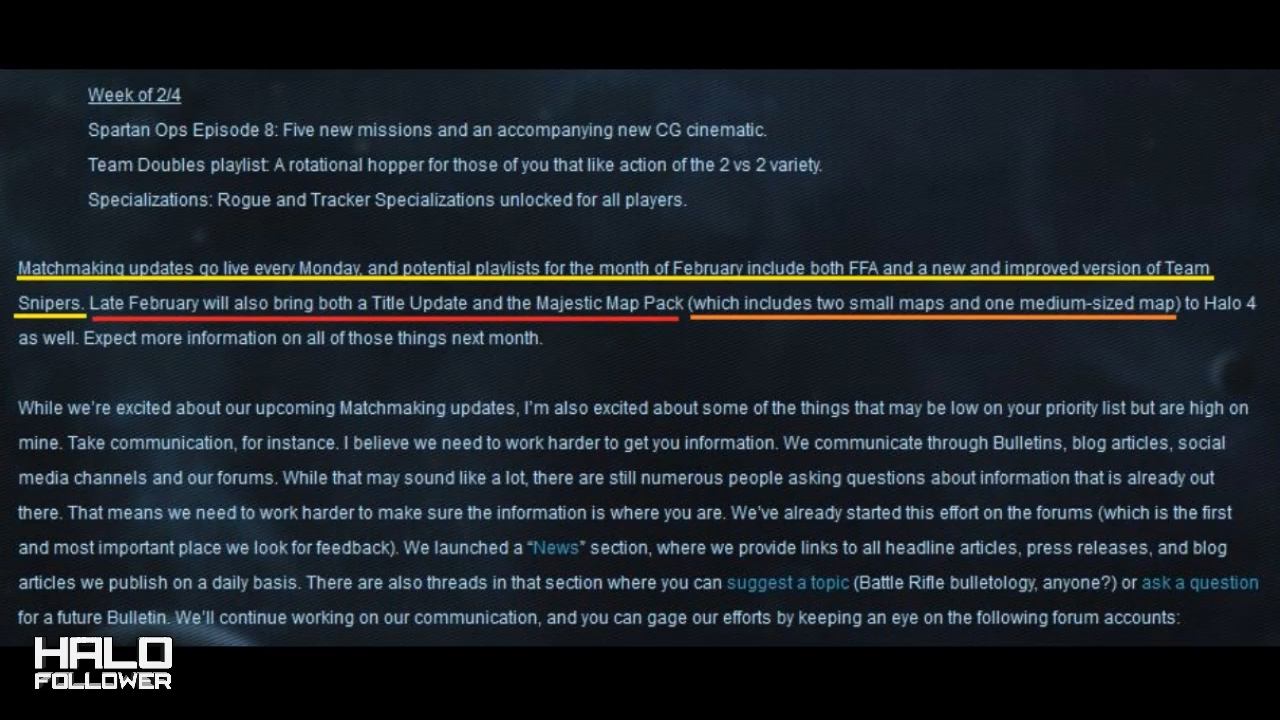 Week of 2/4
Spartan Ops Episode 8: Five new missions and an accompanying new CG cinematic.
Team Doubles playlist: A rotational hopper for those of you that like action of the 2 vs 2 variety.
Specializations: Rogue and Tracker Specializations unlocked for all players.
Matchmaking updates go live every Monday, and potential playlists for the month of February include both FFA and a new and improved version of Team
Snipers. Late February will also bring both a Title Update and the Majestic Map Pack (which includes two small maps and one medium-sized map) to Halo 4
as well. Expect more information on all of those things next month.
While we're excited about our upcoming Matchmaking updates, I'm also excited about some of the things that may be low on your priority list but are high on
mine. Take communication, for instance. I believe we need to work harder to get you information. We communicate through Bulletins, blog articles, social
media channels and our forums. While that may sound like a lot, there are still numerous people asking questions about information that is already out
there. That means we need to work harder to make sure the information is where you are. We've already started this effort on the forums (which is the first
and most important place we look for feedback). We launched a "News" section, where we provide links to all headline articles, press releases, and blog
articles we publish on a daily basis. There are also threads in that section where you can suggest a topic (Battle Rifle bulletology, anyone?) or ask a question
for a future Bulletin. We'll continue working on our communication, and you can gage our efforts by keeping an eye on the following forum accounts:
HALO
FOLLOWER